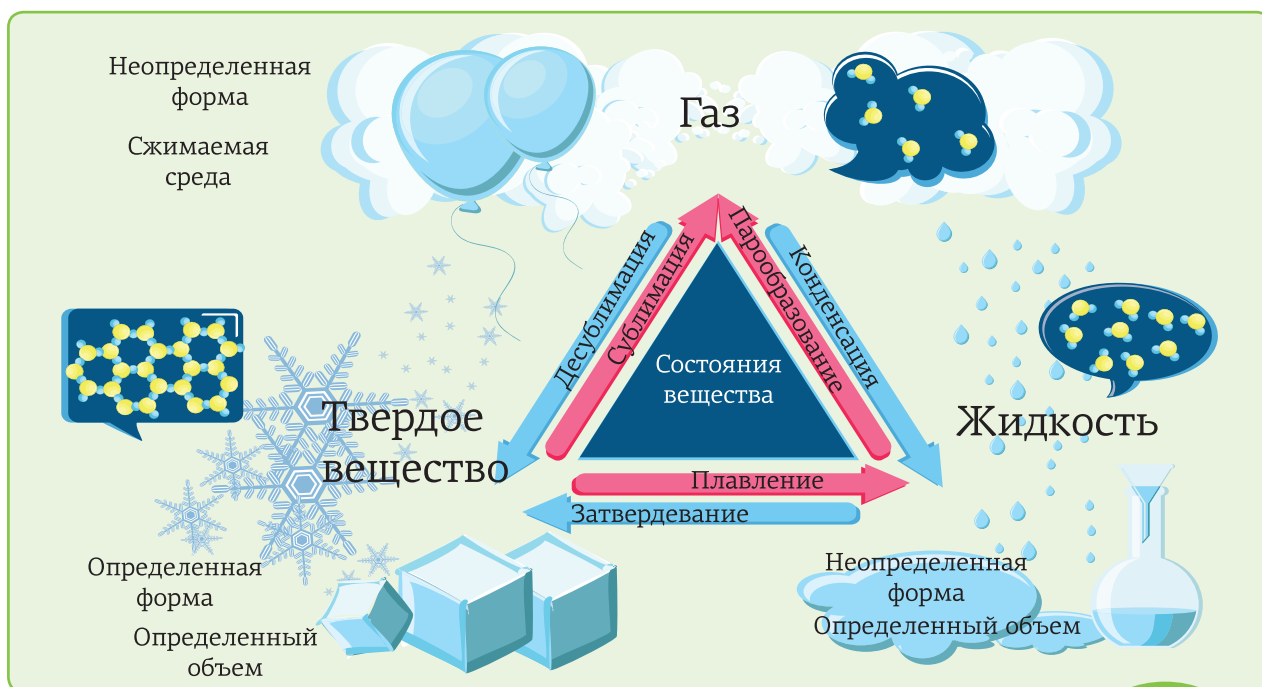 Неопределенная
форма
Сжимаемая
среда
Газ
Десублимация
Сублимация
Парообразование
Конденсация
Состояния
вещества
Твердое
вещество
Жидкость
Плавление
Затвердевание
Определенная
форма
Определенный
объем
Неопределенная
форма
Определенный объем